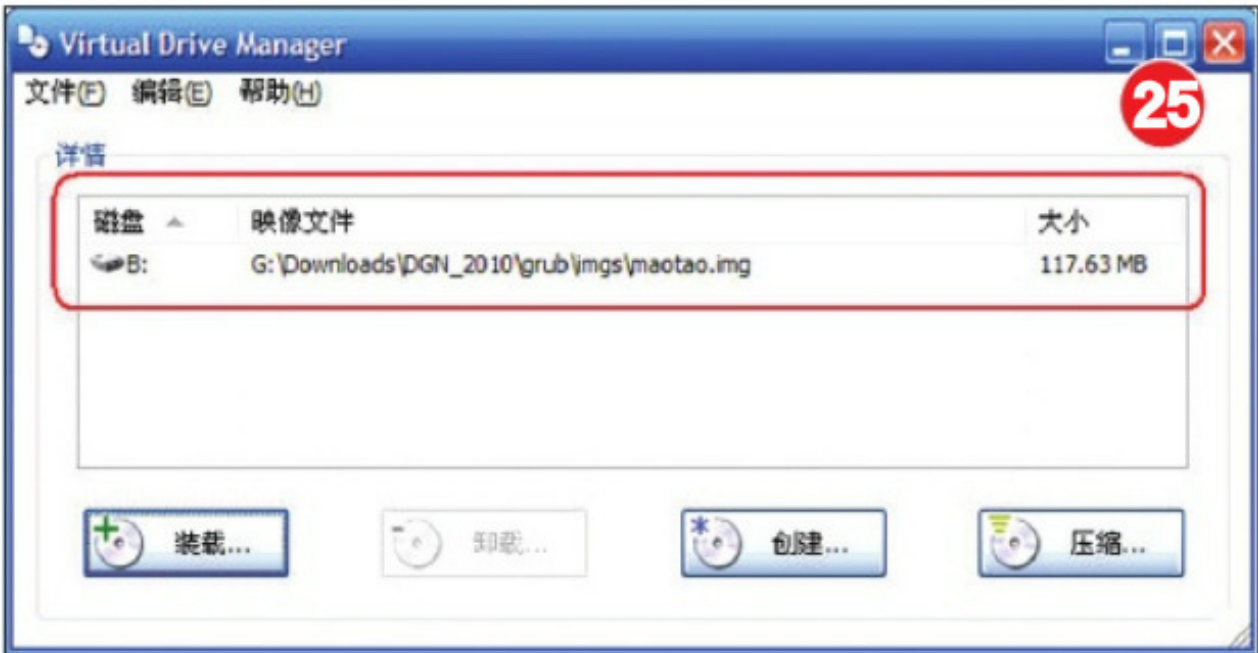 Virtual Drive Manager
文件(F) 编辑(E) 帮助(H)
25
详情
磁盘 映像文件 大小
B: G:\Downloads\DGN_2010\grub\imgs\maotao.img 117.63 MB
装载... 卸载... 创建... 压缩...